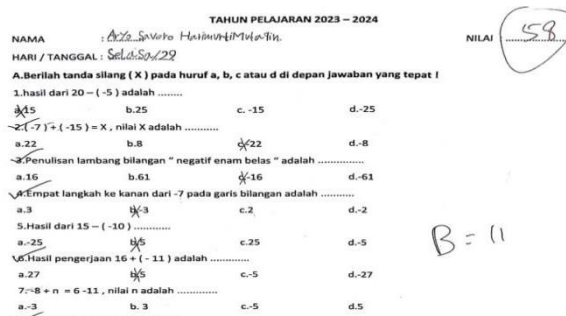 TAHUN PELAJARAN 2023 – 2024
NAMA : Aryo Savero
NILAI 58
HARI / TANGGAL : Selasa/29
A.Berilah tanda silang ( X ) pada huruf a, b, c atau d di depan jawaban yang tepat !
1.hasil dari 20 – ( -5 ) adalah ........
a.15 b.25 c. -15 d.-25
2.( -7 ) + ( -15 ) = X , nilai X adalah ...........
a.22 b.8 c.-22 d.-8
3.Penulisan lambang bilangan “ negatif enam belas “ adalah ...............
a.16 b.61 c.-16 d.-61
4.Empat langkah ke kanan dari -7 pada garis bilangan adalah ...........
a.3 b.-3 c.2 d.-2
5.Hasil dari 15 – ( -10 ) ............
a.-25 b.5 c.25 d.-5
B = 11
6.Hasil pengerjaan 16 + ( - 11 ) adalah .............
a.27 b.5 c.-5 d.-27
7.-8 + n = 6 -11 , nilai n adalah .............
a.-3 b. 3 c.-5 d.5